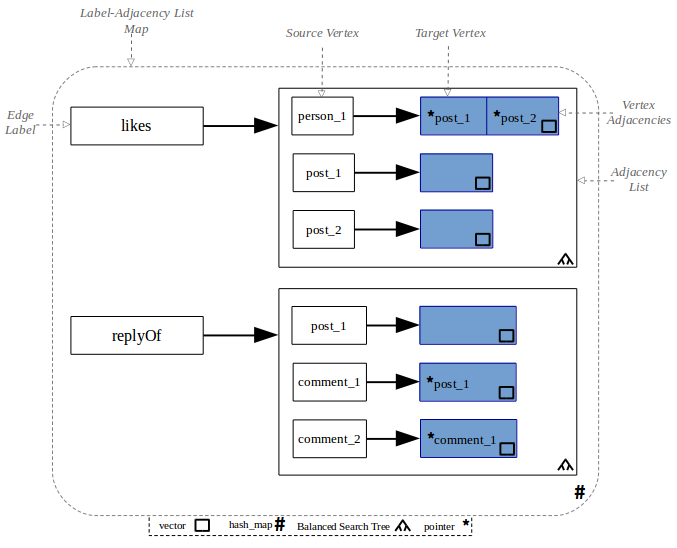 Label-Adjacency List
Map
Source Vertex
Target Vertex
Edge
Label
likes
person_1
*post_1
*post_2
Vertex
Adjacencies
post_1
Adjacency
List
post_2
replyOf
post_1
comment_1
*post_1
comment_2
*comment_1
#
vector
hash_map #
Balanced Search Tree
pointer *